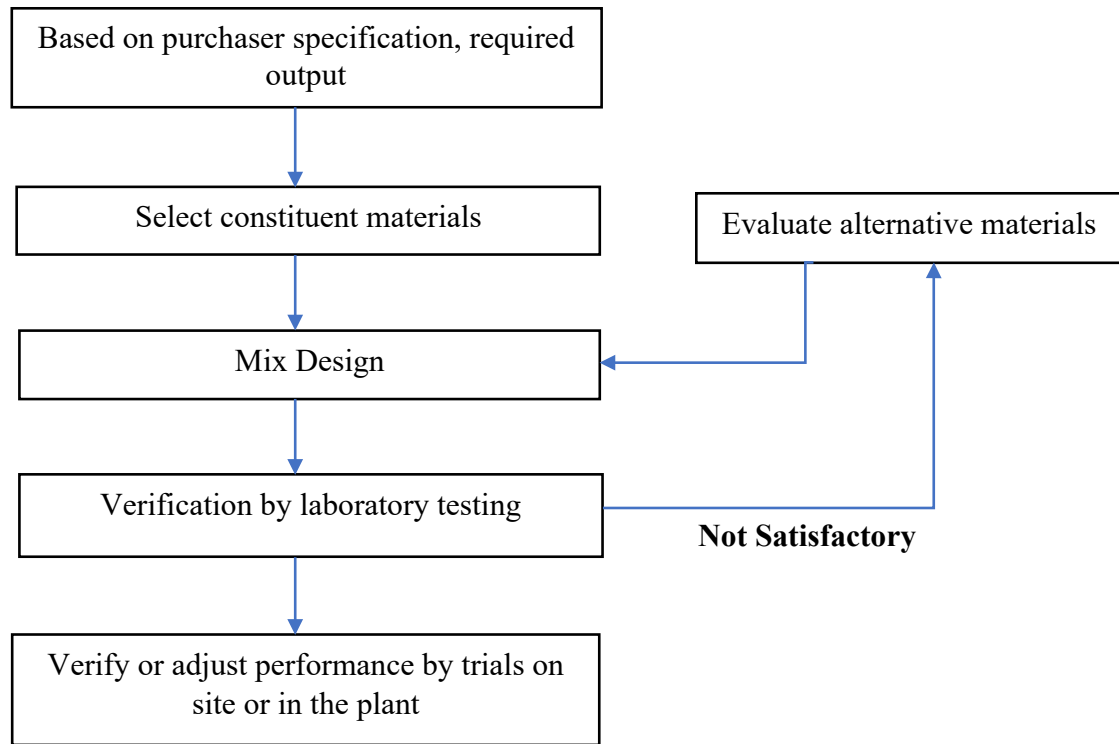 Based on purchaser specification, required
output
Select constituent materials
Evaluate alternative materials
Mix Design
Verification by laboratory testing
Not Satisfactory
Verify or adjust performance by trials on
site or in the plant